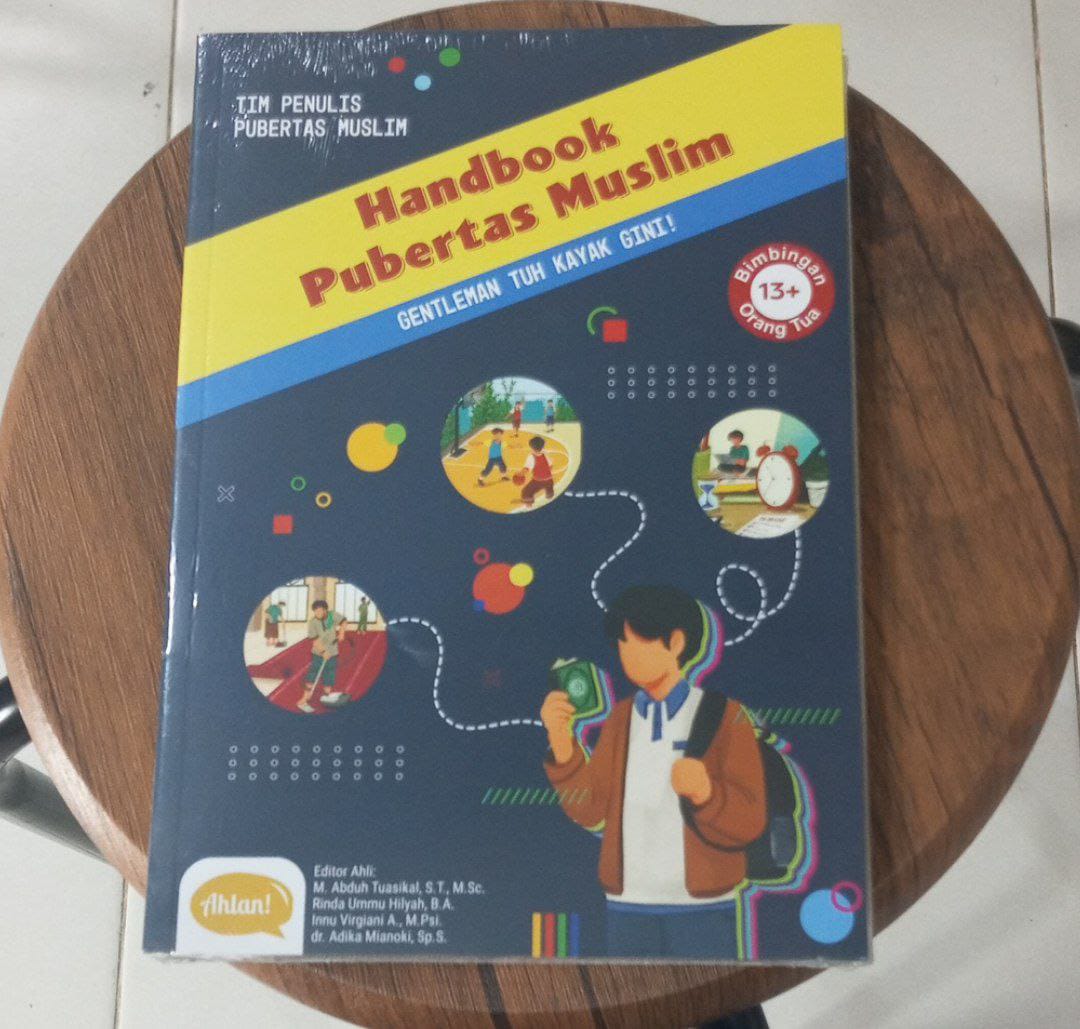 TIM PENULIS
PUBERTAS MUSLIM
Handbook
Pubertas Muslim
GENTLEMAN TUH KAYAK GINI!
Bimbingan
13+
Orang Tua
Ahlan!
Editor Ahli:
M. Abduh Tuasikal, S.T., M.Sc.
Rinda Ummu Hilyah, B.A.
Innu Virgiani A., M.Psi.
dr. Adika Mianoki, Sp.S.